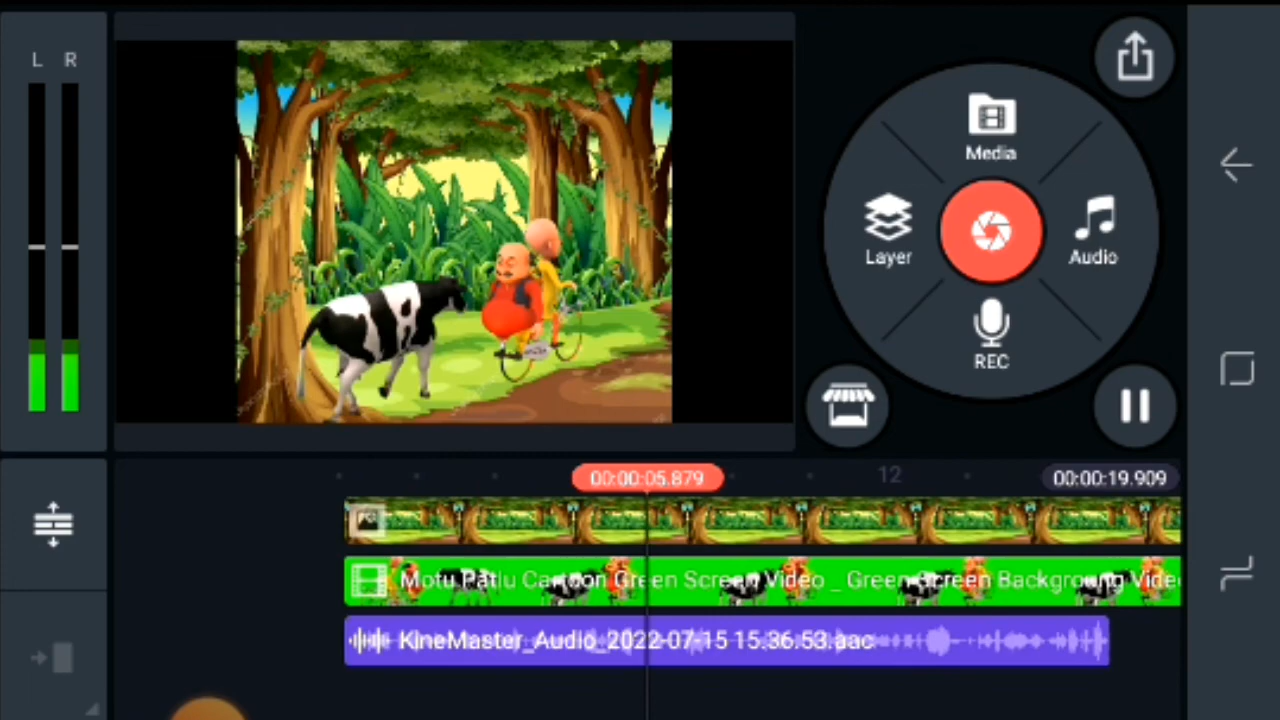 L R
Media
Layer
Audio
REC
00:00:05.879
12
00:00:19.909
Motu Patlu Cartoon Green Screen Video _ Green Screen Background Vide
KineMaster_Audio_2022-07-15 15.36.53.aac